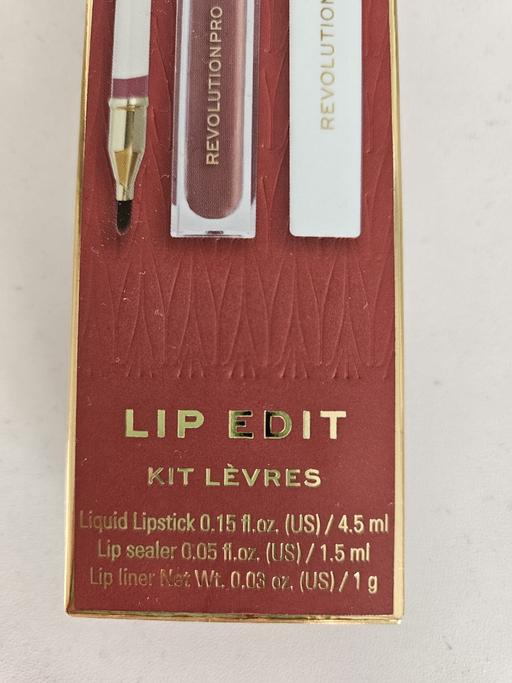 REVOLUTION PRO
REVOLUTION
LIP EDIT
KIT LÈVRES
Liquid Lipstick 0.15 fl.oz. (US) / 4.5 ml
Lip sealer 0.05 fl.oz. (US) / 1.5 ml
Lip liner Net Wt. 0.03 oz. (US) / 1 g